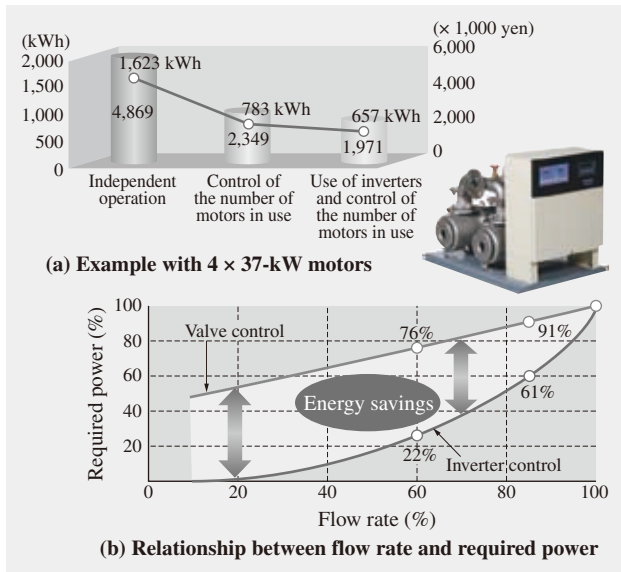 (kWh)
(× 1,000 yen)
2,000
1,500
1,000
500
0
6,000
4,000
2,000
0
1,623 kWh
783 kWh
657 kWh
4,869
2,349
1,971
Independent
operation
Control of
the number of
motors in use
Use of inverters
and control of
the number of
motors in use
(a) Example with 4 × 37-kW motors
Required power (%)
100
80
60
40
20
0
20
40
60
80
100
Valve control
76%
91%
Energy savings
61%
22%
Inverter control
Flow rate (%)
(b) Relationship between flow rate and required power